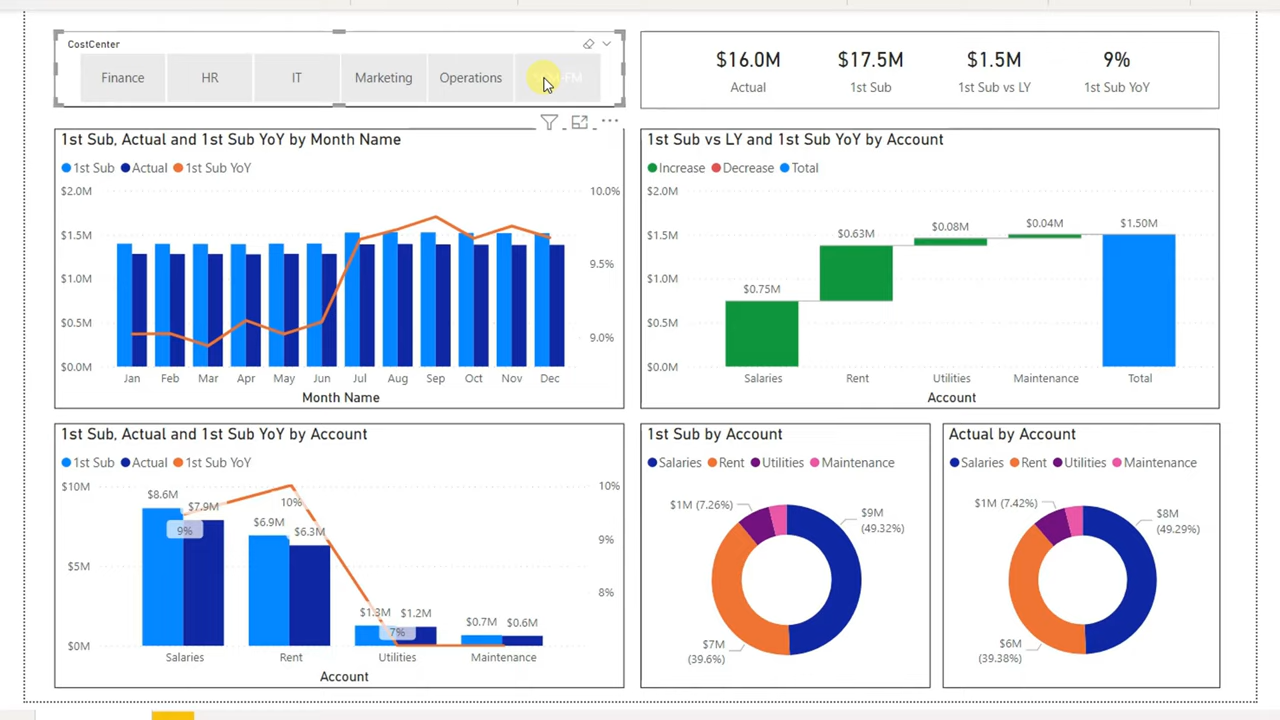 CostCenter
Finance HR IT Marketing Operations
$16.0M $17.5M $1.5M 9%
Actual 1st Sub 1st Sub vs LY 1st Sub YoY
1st Sub, Actual and 1st Sub YoY by Month Name
1st Sub Actual 1st Sub YoY
$2.0M 10.0%
$1.5M
9.5%
$1.0M
$0.5M
9.0%
$0.0M
Jan Feb Mar Apr May Jun Jul Aug Sep Oct Nov Dec
Month Name
1st Sub vs LY and 1st Sub YoY by Account
Increase Decrease Total
$2.0M
$1.5M
$1.0M
$0.5M
$0.0M
$0.75M $0.63M $0.08M $0.04M $1.50M
Salaries Rent Utilities Maintenance Total
Account
1st Sub, Actual and 1st Sub YoY by Account
1st Sub Actual 1st Sub YoY
$10M 10%
$8.6M $7.9M 10%
$6.9M $6.3M
9% 9%
$5M
8%
$1.3M $1.2M $0.7M $0.6M
7%
$0M
Salaries Rent Utilities Maintenance
Account
1st Sub by Account
Salaries Rent Utilities Maintenance
$1M (7.26%)
$9M
(49.32%)
$7M
(39.6%)
Actual by Account
Salaries Rent Utilities Maintenance
$1M (7.42%)
$8M
(49.29%)
$6M
(39.38%)